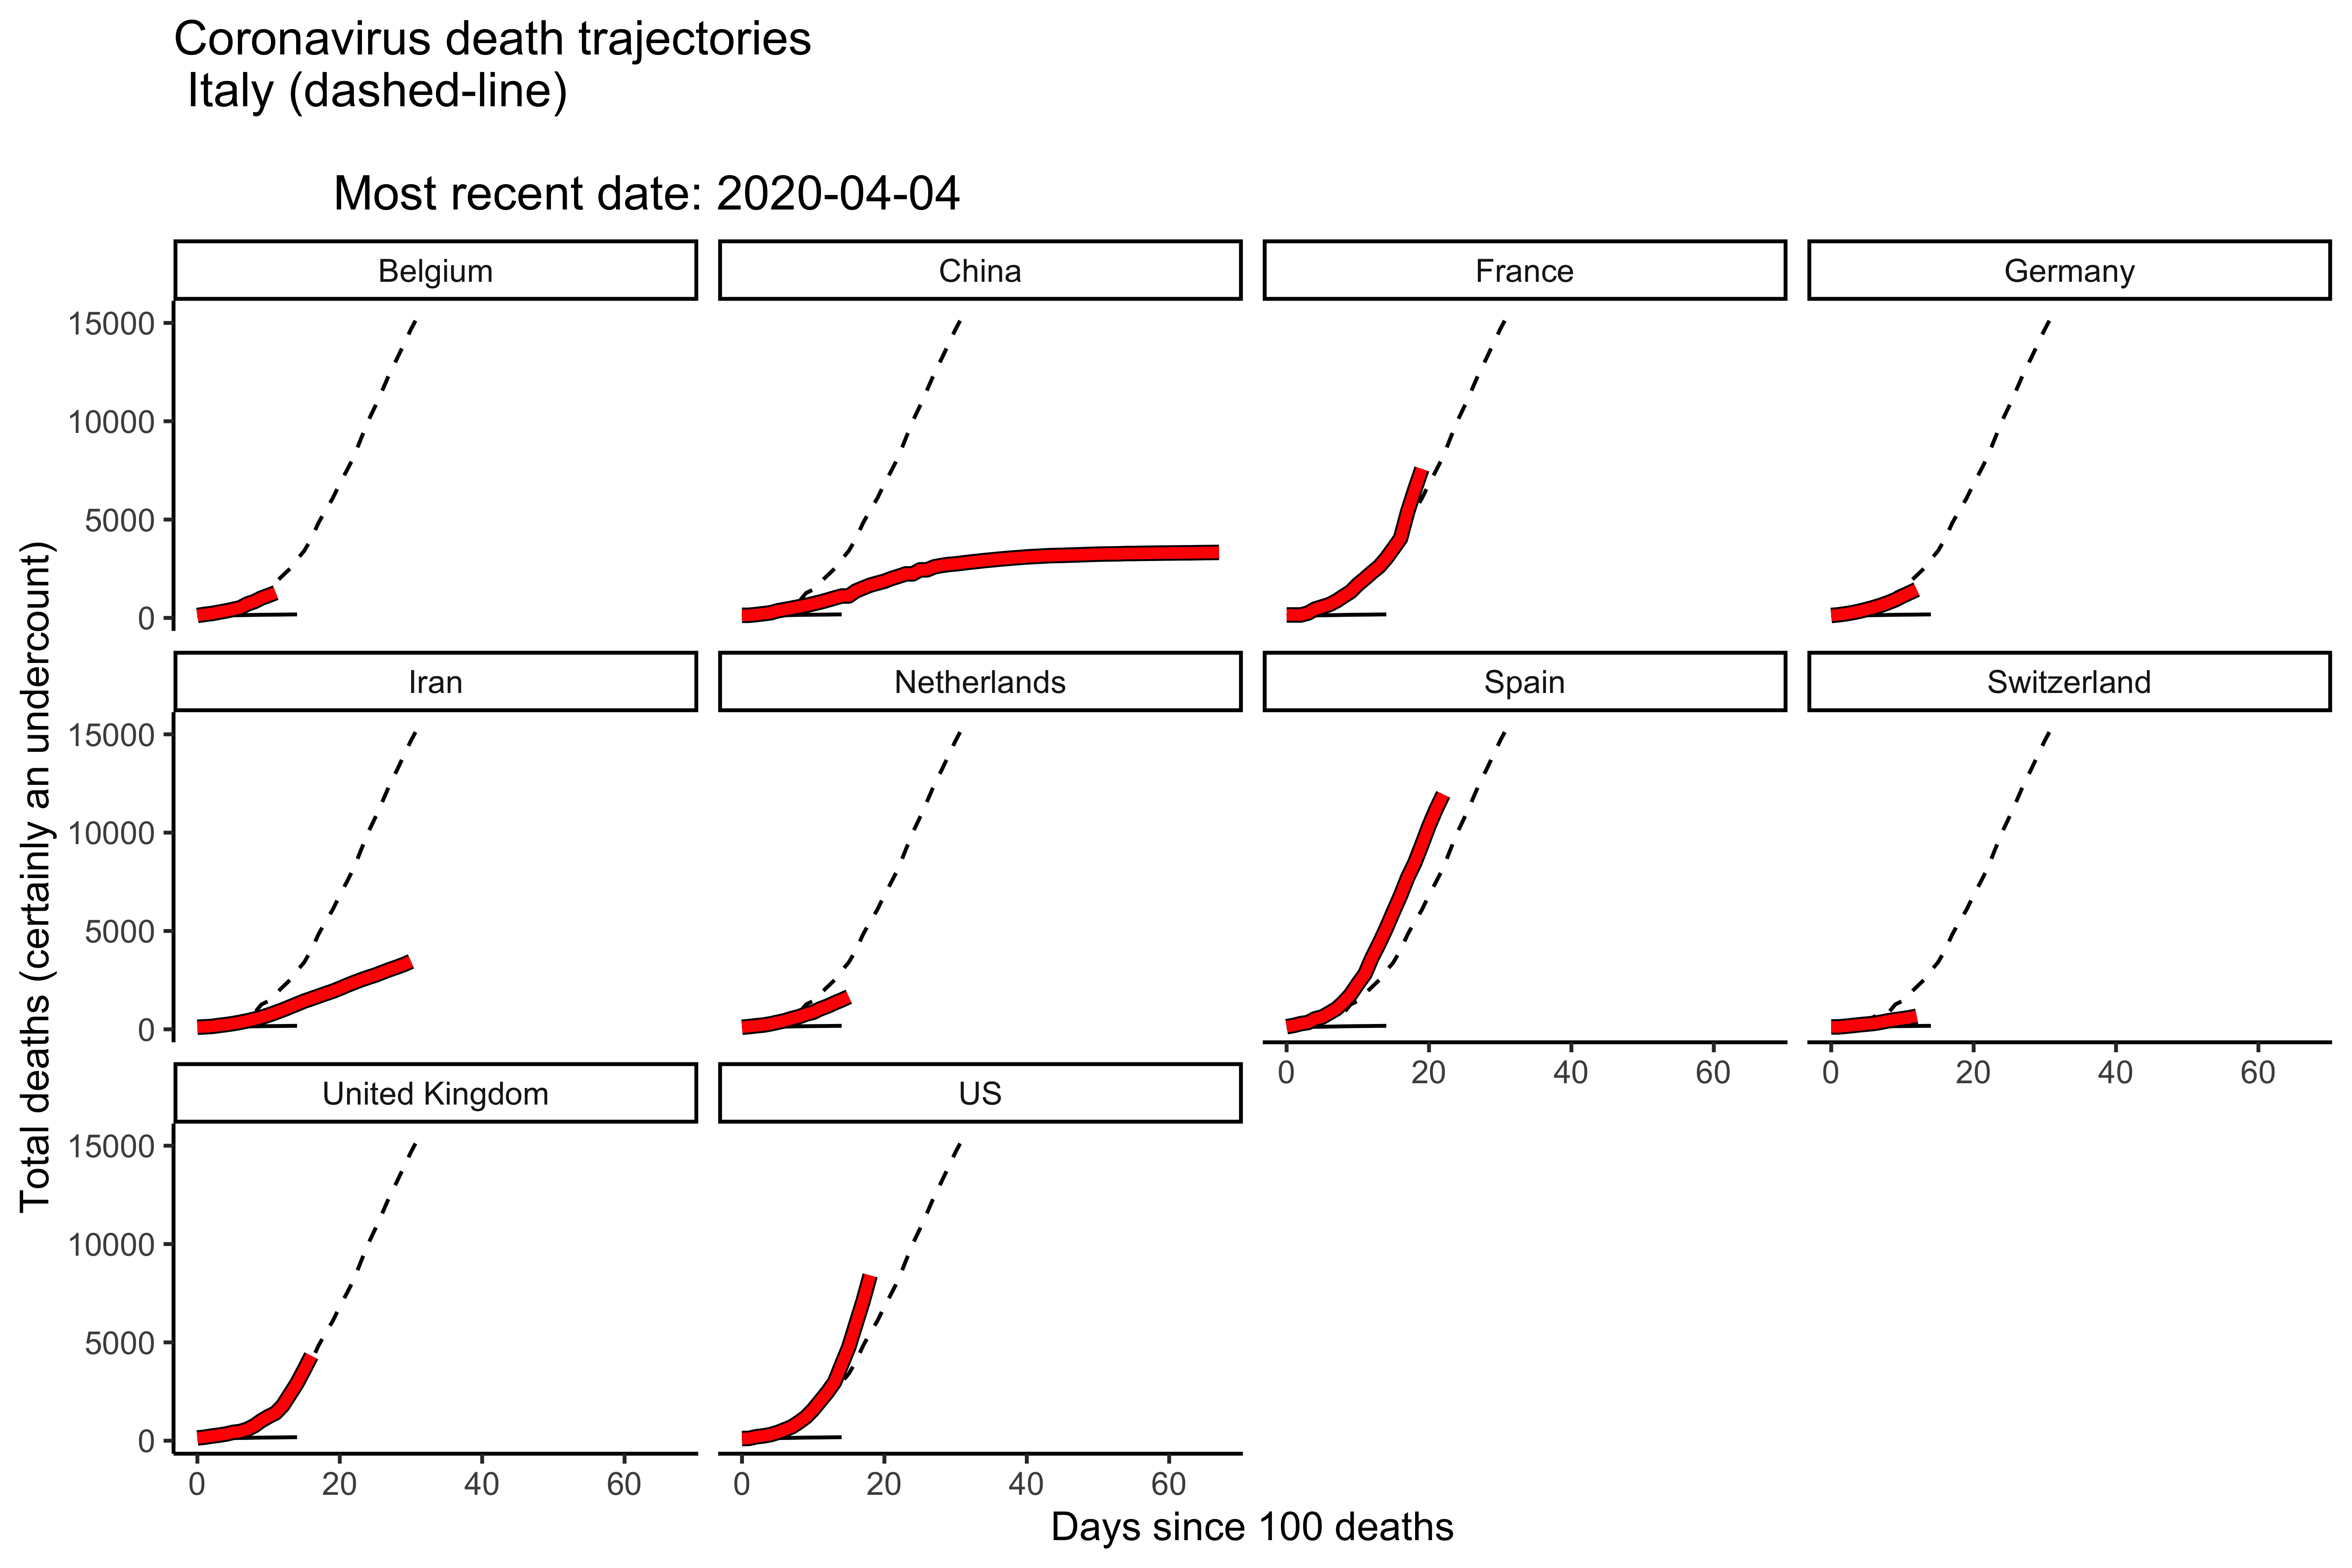 Coronavirus death trajectories
Italy (dashed-line)
Most recent date: 2020-04-04
Belgium
China
France
Germany
15000
10000
5000
0
Iran
Netherlands
Spain
Switzerland
15000
10000
5000
0
0 20 40 60
0 20 40 60
United Kingdom
US
15000
10000
5000
0
0 20 40 60
0 20 40 60
Total deaths (certainly an undercount)
Days since 100 deaths